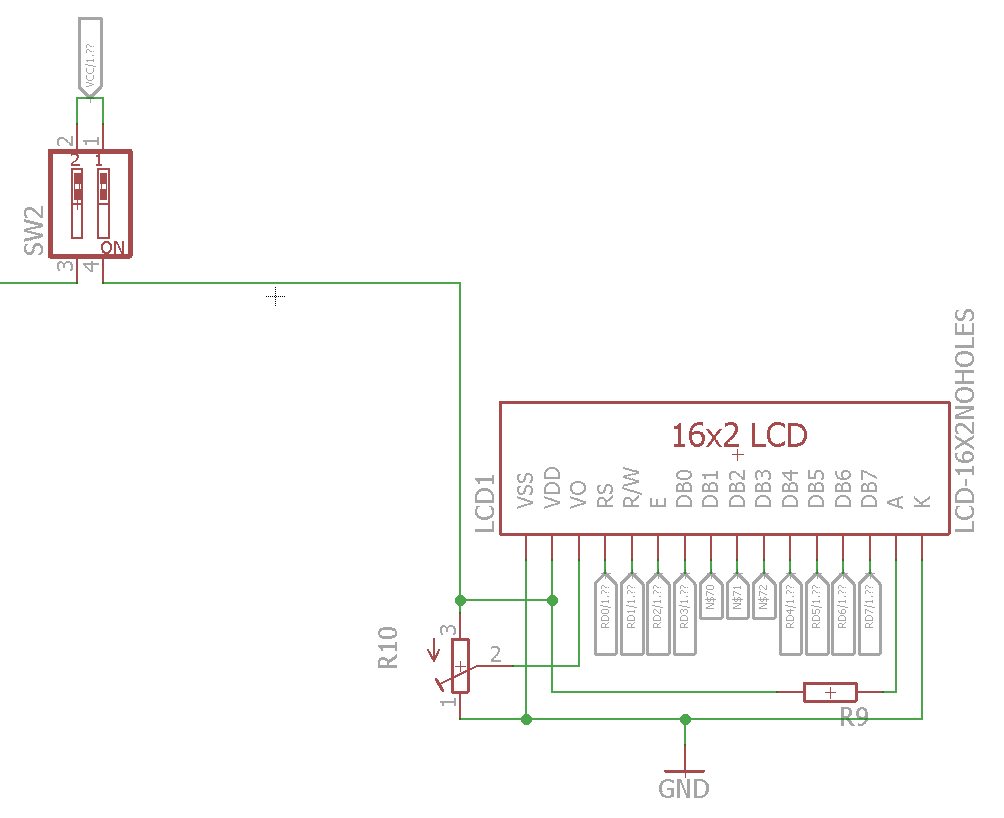 VCC/1.??
2 1
2 1
SW2
ON
3 4
LCD-16X2NOHOLES
16x2 LCD
LCD1
VSS VDD VO RS R/W E DB0 DB1 DB2 DB3 DB4 DB5 DB6 DB7 A K
RD0/1.?? RD1/1.?? RD2/1.?? RD3/1.?? N$70 N$71 N$72 RD4/1.?? RD5/1.?? RD6/1.?? RD7/1.??
R10
3
2
1
R9
GND